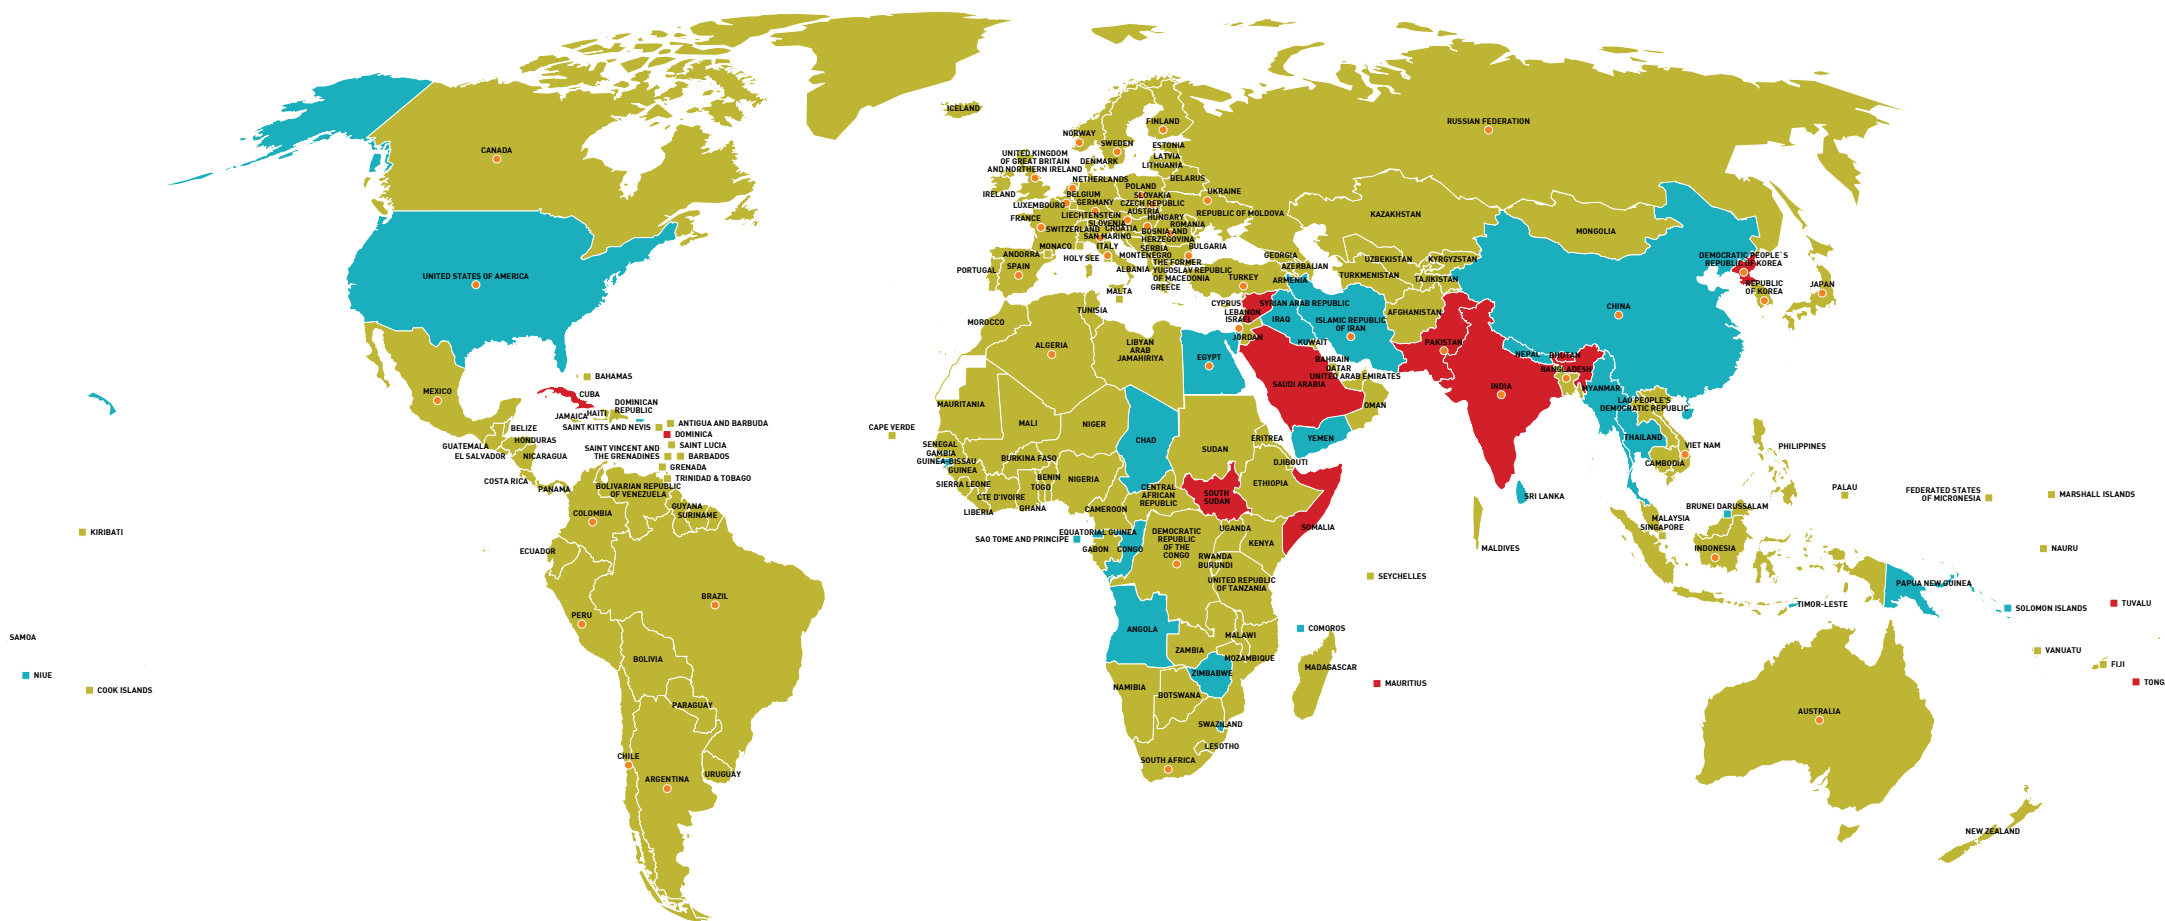 ICELAND
CANADA
UNITED STATES OF AMERICA
MEXICO
BAHAMAS
CUBA
DOMINICAN
REPUBLIC
HAITI
JAMAICA
SAINT KITTS AND NEVIS
ANTIGUA AND BARBUDA
DOMINICA
SAINT LUCIA
SAINT VINCENT AND
THE GRENADINES
BARBADOS
GRENADA
TRINIDAD & TOBAGO
BELIZE
HONDURAS
GUATEMALA
EL SALVADOR
NICARAGUA
COSTA RICA
PANAMA
BOLIVARIAN REPUBLIC
OF VENEZUELA
GUYANA
SURINAME
COLOMBIA
ECUADOR
PERU
BRAZIL
BOLIVIA
PARAGUAY
CHILE
ARGENTINA
URUGUAY
KIRIBATI
SAMOA
NIUE
COOK ISLANDS
NORWAY
FINLAND
SWEDEN
ESTONIA
LATVIA
LITHUANIA
DENMARK
UNITED KINGDOM
OF GREAT BRITAIN
AND NORTHERN IRELAND
IRELAND
NETHERLANDS
BELGIUM
GERMANY
LUXEMBOURG
POLAND
SLOVAKIA
CZECH REPUBLIC
AUSTRIA
BELARUS
UKRAINE
REPUBLIC OF MOLDOVA
HUNGARY
ROMANIA
LIECHTENSTEIN
SLOVENIA
CROATIA
FRANCE
SWITZERLAND
SAN MARINO
BOSNIA AND
HERZEGOVINA
SERBIA
MONACO
ITALY
BULGARIA
ANDORRA
HOLY SEE
MONTENEGRO
THE FORMER
YUGOSLAV REPUBLIC
OF MACEDONIA
ALBANIA
GREECE
PORTUGAL
SPAIN
MALTA
TURKEY
CYPRUS
LEBANON
ISRAEL
SYRIAN ARAB REPUBLIC
GEORGIA
AZERBAIJAN
ARMENIA
RUSSIAN FEDERATION
KAZAKHSTAN
UZBEKISTAN
KYRGYZSTAN
TURKMENISTAN
TAJIKISTAN
AFGHANISTAN
MONGOLIA
CHINA
DEMOCRATIC PEOPLE`S
REPUBLIC OF KOREA
REPUBLIC
OF KOREA
JAPAN
IRAQ
ISLAMIC REPUBLIC
OF IRAN
JORDAN
KUWAIT
BAHRAIN
QATAR
UNITED ARAB EMIRATES
SAUDI ARABIA
OMAN
YEMEN
PAKISTAN
INDIA
NEPAL
BHUTAN
BANGLADESH
MYANMAR
LAO PEOPLE'S
DEMOCRATIC REPUBLIC
THAILAND
VIET NAM
CAMBODIA
PHILIPPINES
SRI LANKA
MALDIVES
BRUNEI DARUSSALAM
MALAYSIA
SINGAPORE
INDONESIA
TIMOR-LESTE
PAPUA NEW GUINEA
PALAU
FEDERATED STATES
OF MICRONESIA
MARSHALL ISLANDS
NAURU
SOLOMON ISLANDS
TUVALU
VANUATU
FIJI
TONG
AUSTRALIA
NEW ZEALAND
MOROCCO
TUNISIA
ALGERIA
LIBYAN
ARAB
JAMAHIRIYA
EGYPT
MAURITANIA
MALI
NIGER
CHAD
SUDAN
ERITREA
DJIBOUTI
ETHIOPIA
SOMALIA
SOUTH
SUDAN
CAPE VERDE
SENEGAL
GAMBIA
GUINEA BISSAU
GUINEA
SIERRA LEONE
LIBERIA
CTE D'IVOIRE
BURKINA FASO
GHANA
TOGO
BENIN
NIGERIA
CAMEROON
CENTRAL
AFRICAN
REPUBLIC
EQUATORIAL GUINEA
SAO TOME AND PRINCIPE
GABON
CONGO
DEMOCRATIC
REPUBLIC
OF THE
CONGO
UGANDA
KENYA
RWANDA
BURUNDI
UNITED REPUBLIC
OF TANZANIA
SEYCHELLES
COMOROS
ANGOLA
ZAMBIA
MALAWI
MOZAMBIQUE
MADAGASCAR
MAURITIUS
ZIMBABWE
NAMIBIA
BOTSWANA
SWAZILAND
LESOTHO
SOUTH AFRICA